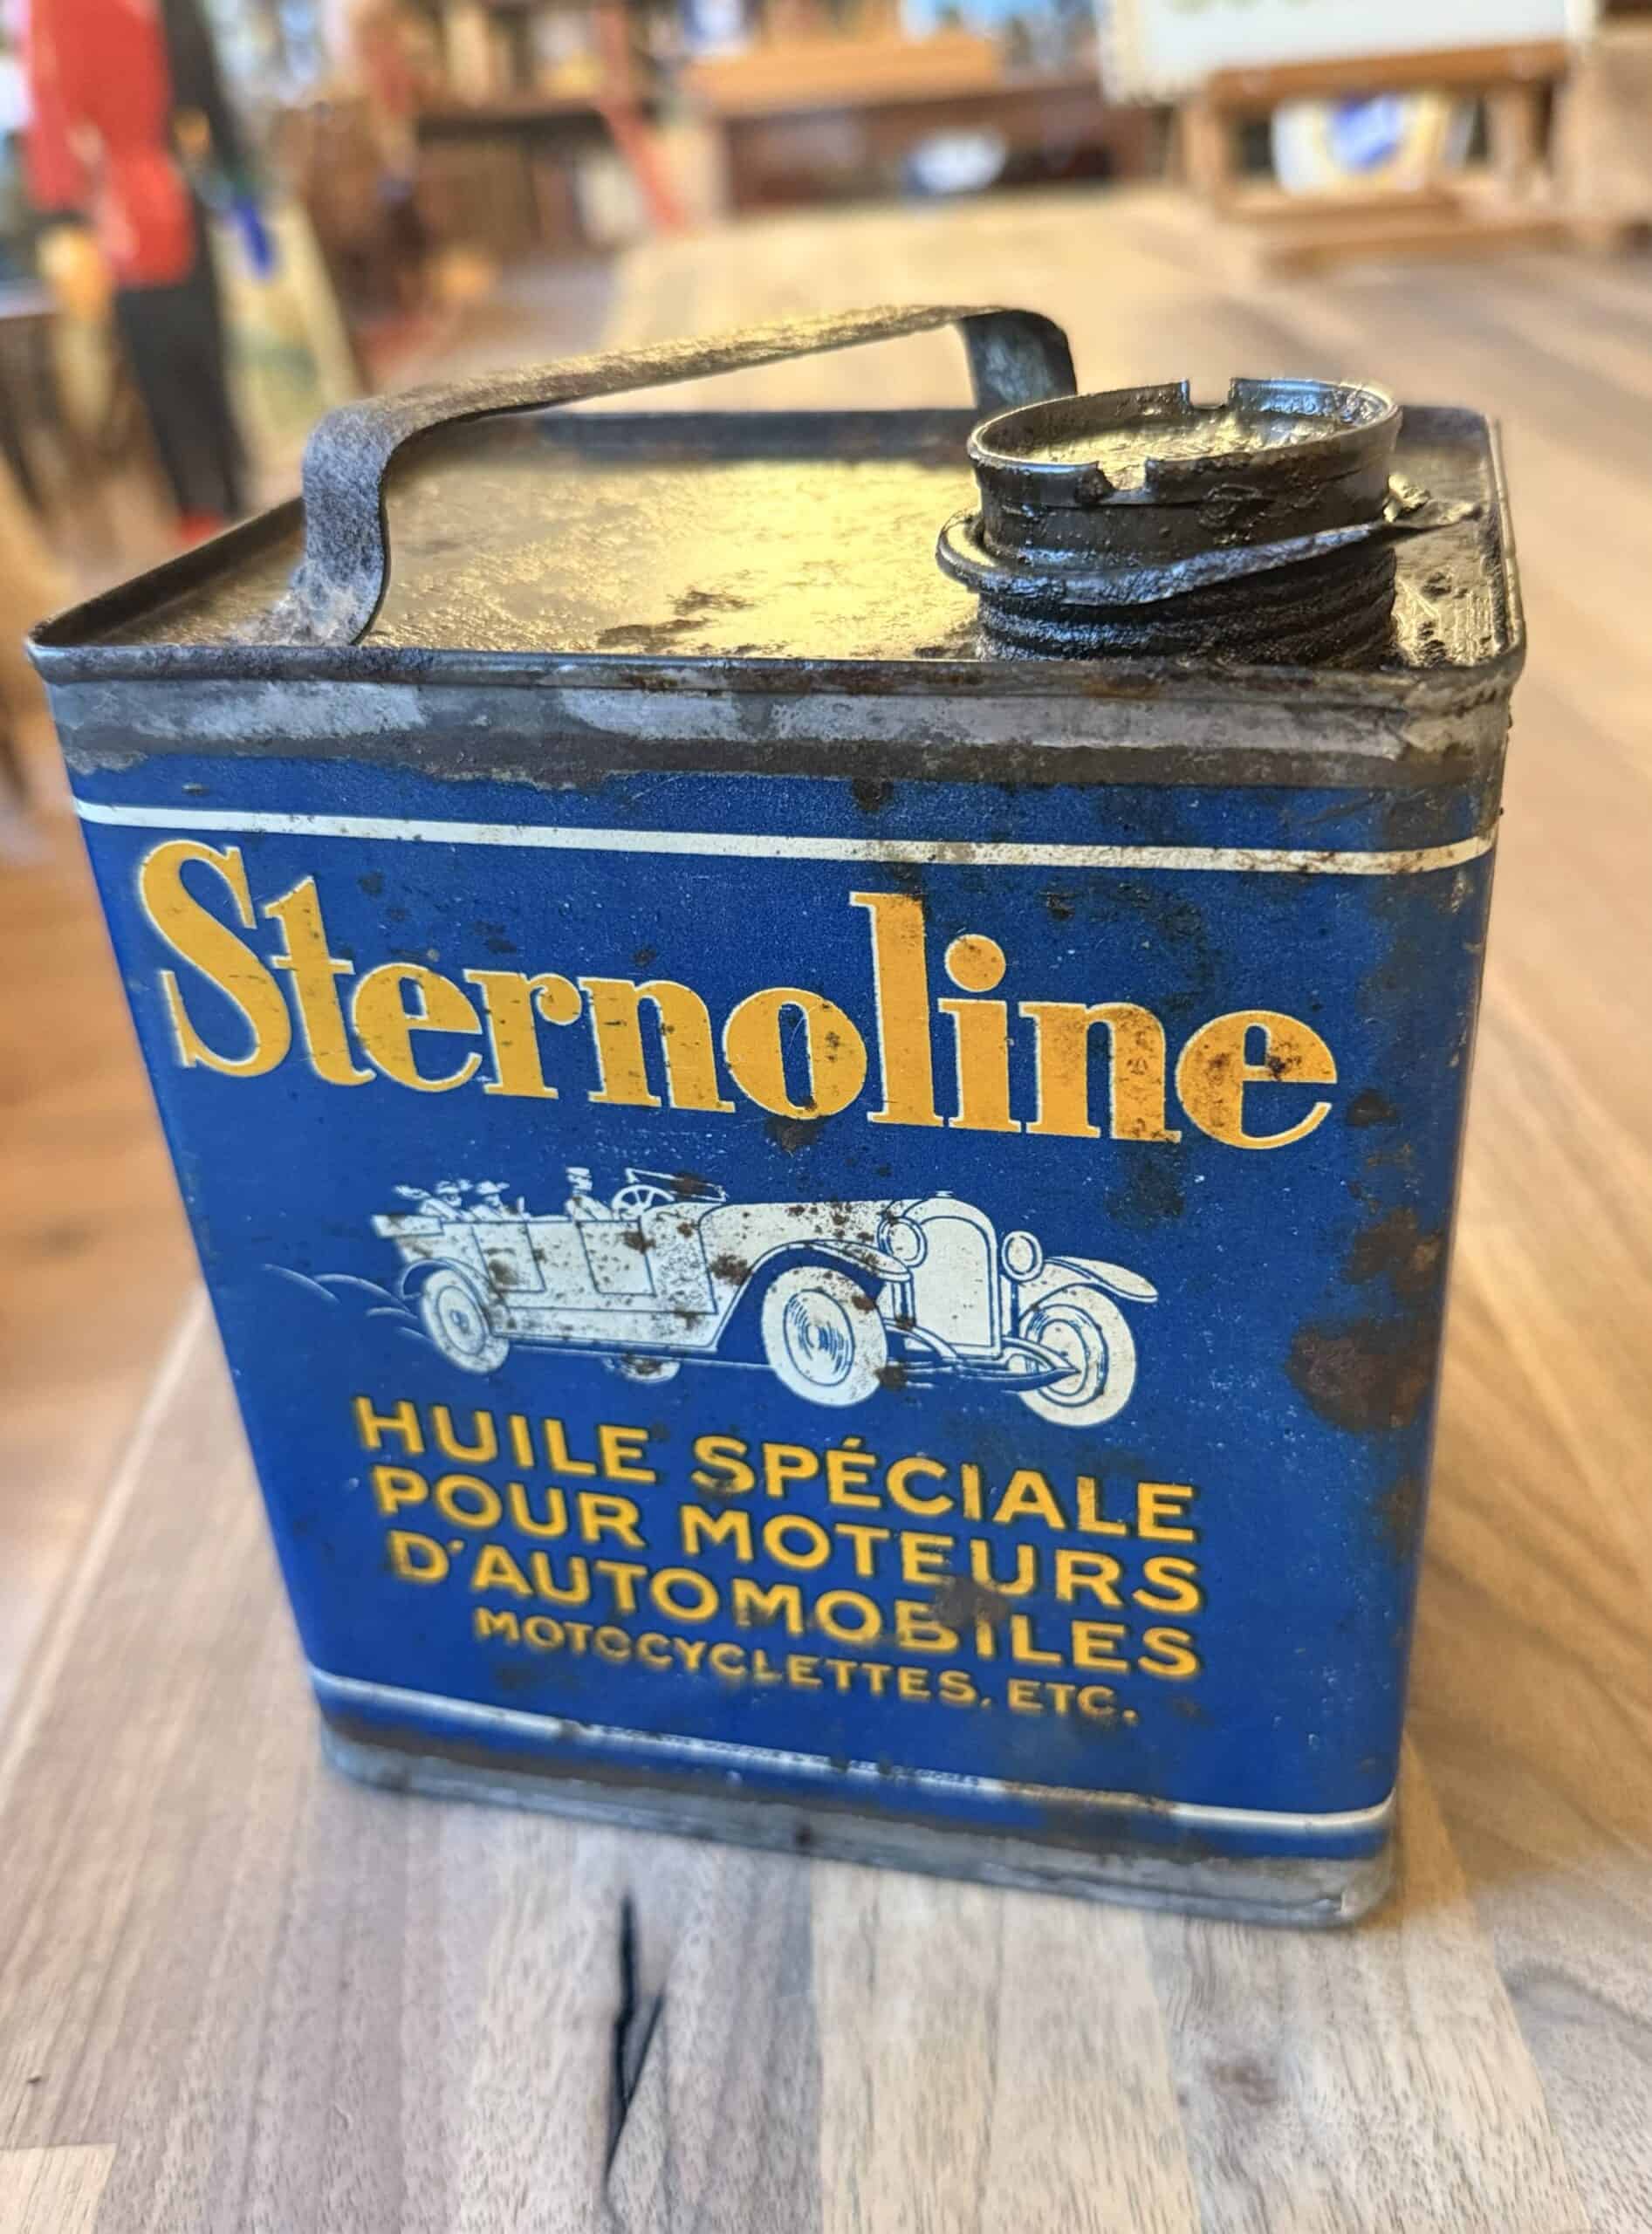 Sternoline
HUILE SPÉCIALE
POUR MOTEURS
D'AUTOMOBILES
MOTOCYCLETTES, ETC.